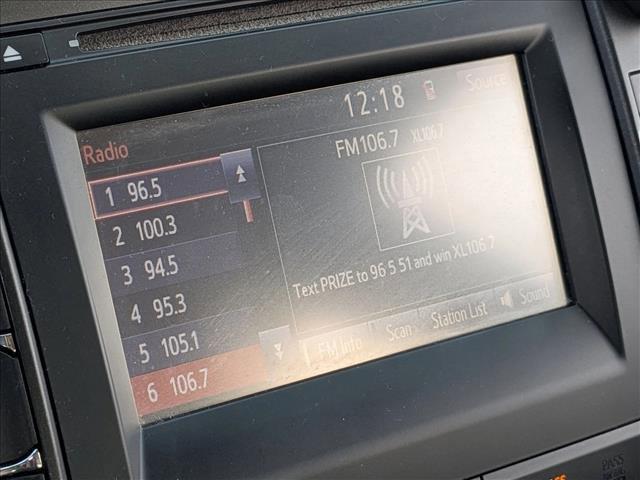 12:18
Source
Radio
FM106.7 XL106.7
1 96.5
2 100.3
3 94.5
4 95.3
5 105.1
6 106.7
Text PRIZE to 96 5 51 and win XL106 7
FM Info
Scan
Station List
Sound
PASS